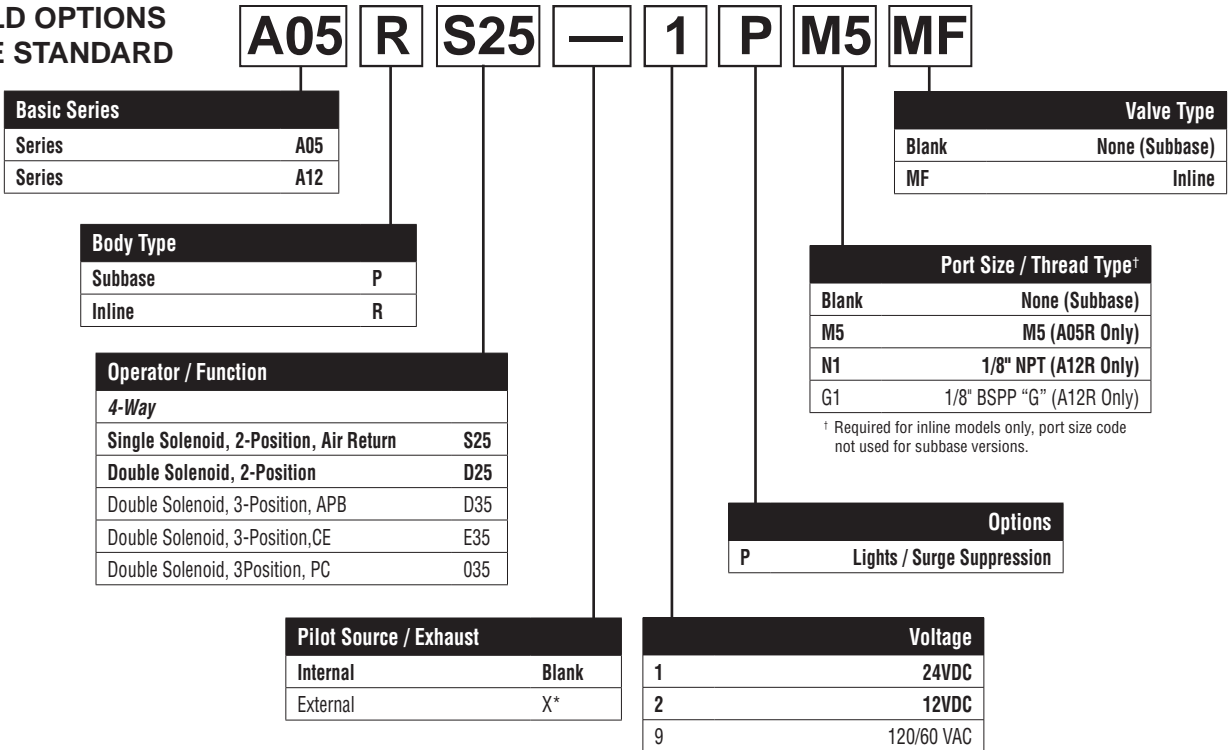 LD OPTIONS
E STANDARD
A05 R S25 — 1 P M5 MF
Basic Series
Series A05
Series A12
Valve Type
Blank None (Subbase)
MF Inline
Body Type
Subbase P
Inline R
Port Size / Thread Type†
Blank None (Subbase)
M5 M5 (A05R Only)
N1 1/8" NPT (A12R Only)
G1 1/8" BSPP “G” (A12R Only)
† Required for inline models only, port size code
not used for subbase versions.
Operator / Function
4-Way
Single Solenoid, 2-Position, Air Return S25
Double Solenoid, 2-Position D25
Double Solenoid, 3-Position, APB D35
Double Solenoid, 3-Position,CE E35
Double Solenoid, 3Position, PC 035
Options
P Lights / Surge Suppression
Pilot Source / Exhaust
Internal Blank
External X*
Voltage
1 24VDC
2 12VDC
9 120/60 VAC